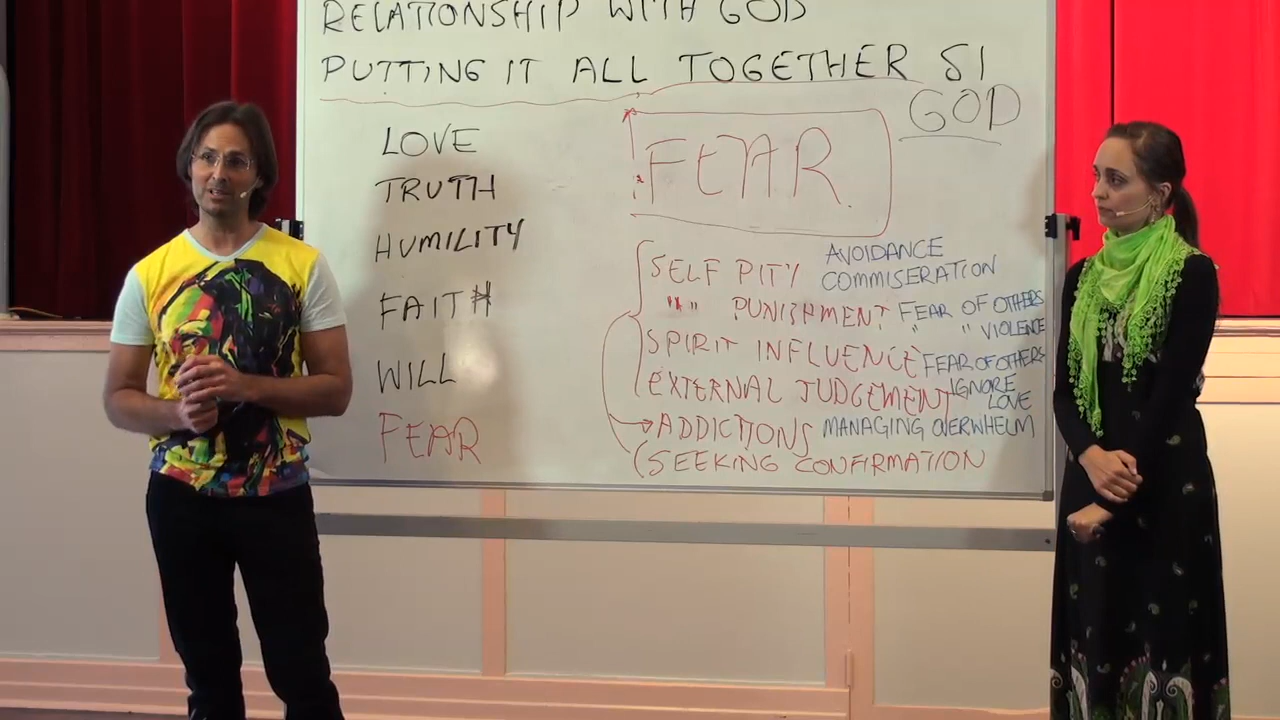 RELATIONSHIP WITH GOD
PUTTING IT ALL TOGETHER S1
GOD
LOVE
TRUTH
HUMILITY
FAITH
WILL
FEAR
FEAR
SELF PITY AVOIDANCE
COMMISERATION
" " PUNISHMENT FEAR OF OTHERS
" " VIOLENCE
SPIRIT INFLUENCE FEAR OF OTHERS
EXTERNAL JUDGEMENT IGNORE
LOVE
ADDICTIONS MANAGING OVERWHELM
SEEKING CONFIRMATION